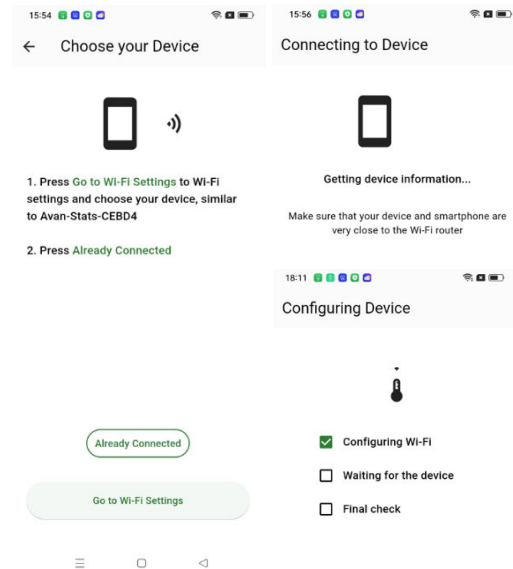 15:54
Choose your Device
1. Press Go to Wi-Fi Settings to Wi-Fi
settings and choose your device, similar
to Avan-Stats-CEBD4
2. Press Already Connected
Already Connected
Go to Wi-Fi Settings
15:56
Connecting to Device
Getting device information...
Make sure that your device and smartphone are
very close to the Wi-Fi router
18:11
Configuring Device
Configuring Wi-Fi
Waiting for the device
Final check